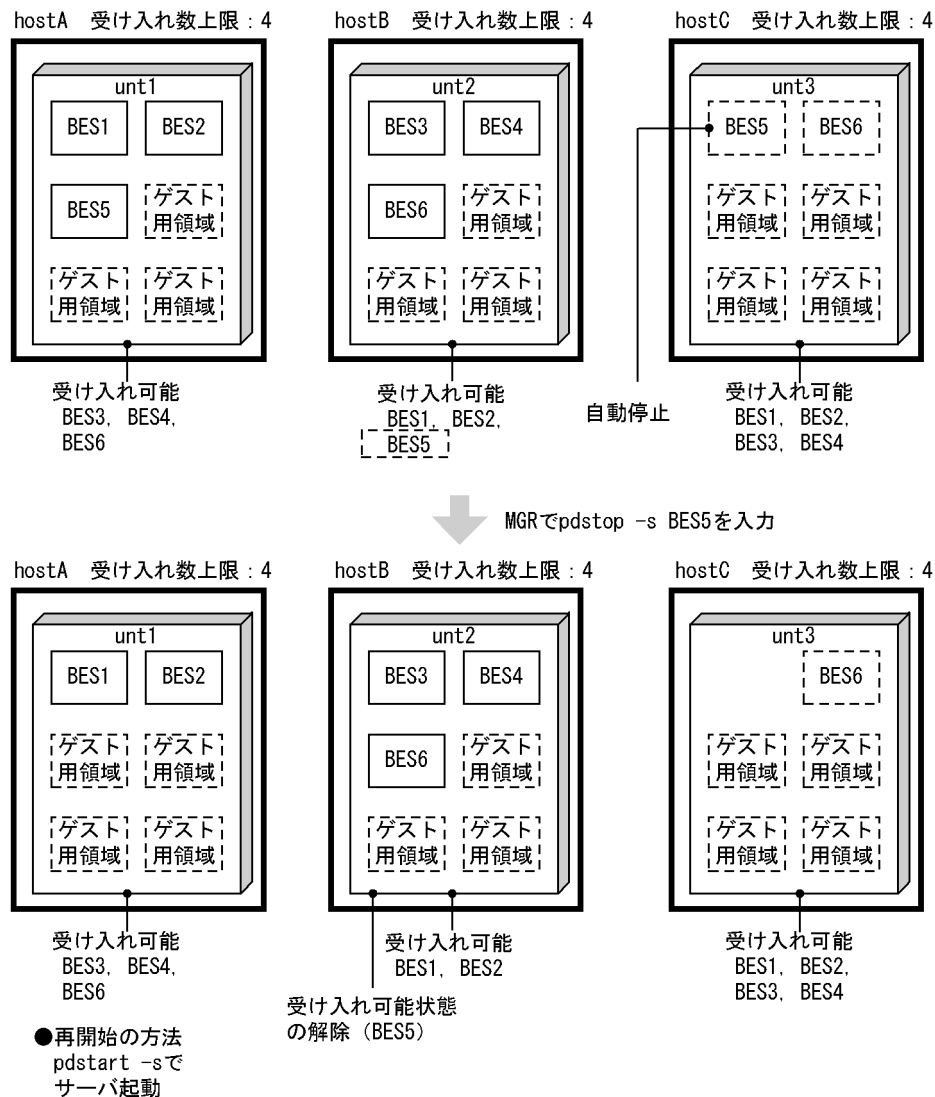 hostA 受け入れ数上限：4
unt1
BES1 BES2
BES5 ゲスト用領域
ゲスト用領域 ゲスト用領域
受け入れ可能
BES3，BES4，
BES6
hostB 受け入れ数上限：4
unt2
BES3 BES4
BES6 ゲスト用領域
ゲスト用領域 ゲスト用領域
受け入れ可能
BES1，BES2，
BES5
hostC 受け入れ数上限：4
unt3
BES5 BES6
ゲスト用領域 ゲスト用領域
ゲスト用領域 ゲスト用領域
自動停止
受け入れ可能
BES1，BES2，
BES3，BES4
MGRでpdstop -s BES5を入力
hostA 受け入れ数上限：4
unt1
BES1 BES2
ゲスト用領域 ゲスト用領域
ゲスト用領域 ゲスト用領域
受け入れ可能
BES3，BES4，
BES6
●再開始の方法
pdstart -sで
サーバ起動
hostB 受け入れ数上限：4
unt2
BES3 BES4
BES6 ゲスト用領域
ゲスト用領域 ゲスト用領域
受け入れ可能
BES1，BES2
受け入れ可能状態
の解除（BES5）
hostC 受け入れ数上限：4
unt3
BES6
ゲスト用領域 ゲスト用領域
ゲスト用領域 ゲスト用領域
受け入れ可能
BES1，BES2，
BES3，BES4